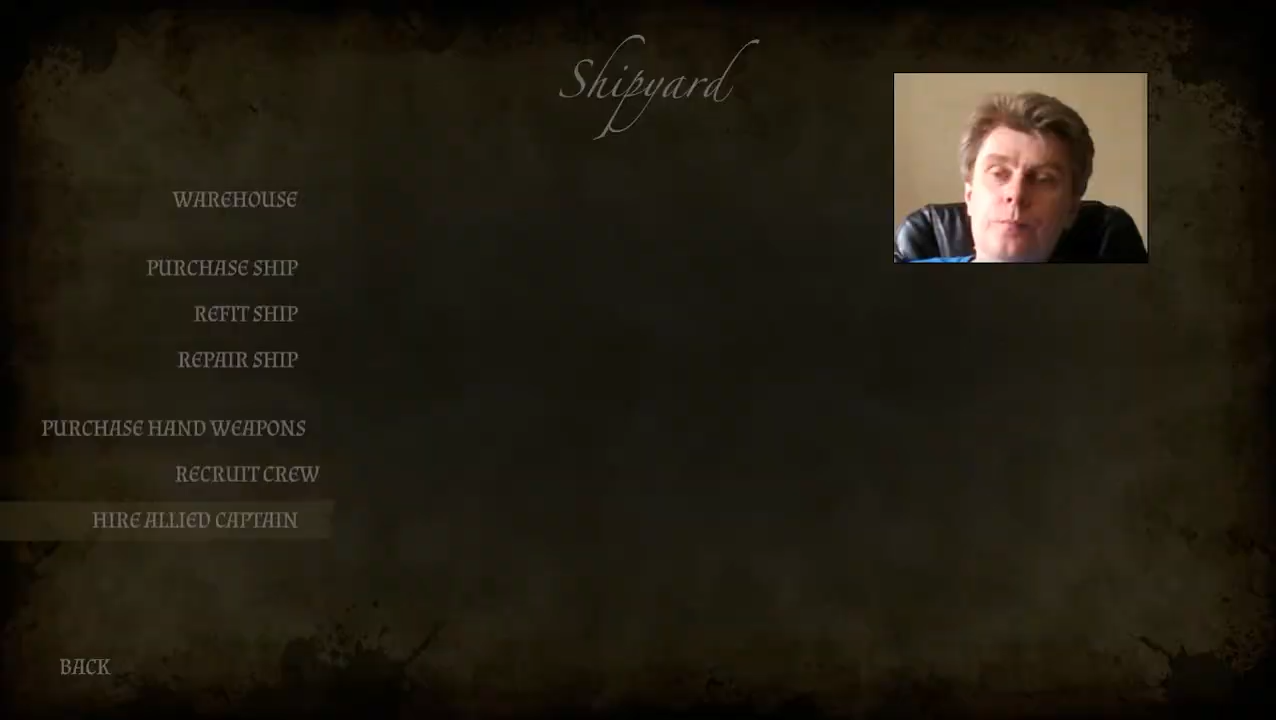 Shipyard
WAREHOUSE
PURCHASE SHIP
REFIT SHIP
REPAIR SHIP
PURCHASE HAND WEAPONS
RECRUIT CREW
HIRE ALLIED CAPTAIN
BACK